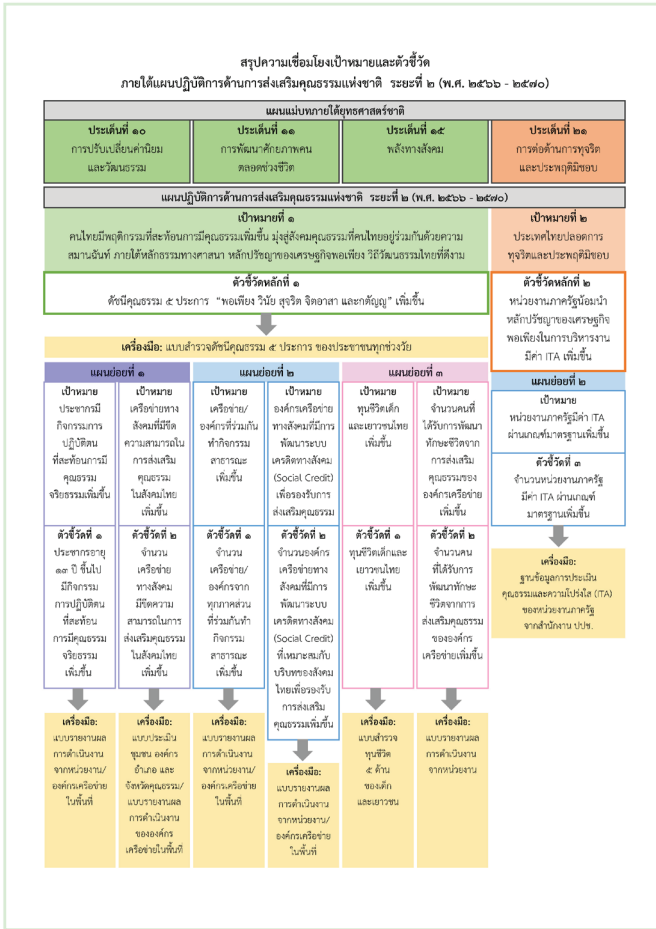 สรุปความเชื่อมโยงเป้าหมายและตัวชี้วัด
ภายใต้แผนปฏิบัติการด้านการส่งเสริมคุณธรรมแห่งชาติ ระยะที่ ๒ (พ.ศ. ๒๕๖๖ - ๒๕๗๐)
แผนแม่บทภายใต้ยุทธศาสตร์ชาติ
ประเด็นที่ ๑๐
การปรับเปลี่ยนค่านิยม
และวัฒนธรรม
ประเด็นที่ ๑๑
การพัฒนาศักยภาพคน
ตลอดช่วงชีวิต
ประเด็นที่ ๑๕
พลังทางสังคม
ประเด็นที่ ๒๑
การต่อต้านการทุจริต
และประพฤติมิชอบ
แผนปฏิบัติการด้านการส่งเสริมคุณธรรมแห่งชาติ ระยะที่ ๒ (พ.ศ. ๒๕๖๖ - ๒๕๗๐)
เป้าหมายที่ ๑
คนไทยมีพฤติกรรมที่สะท้อนการมีคุณธรรมเพิ่มขึ้น มุ่งสู่สังคมคุณธรรมที่คนไทยอยู่ร่วมกันด้วยความ
สมานฉันท์ ภายใต้หลักธรรมทางศาสนา หลักปรัชญาของเศรษฐกิจพอเพียง วิถีวัฒนธรรมไทยที่ดีงาม
เป้าหมายที่ ๒
ประเทศไทยปลอดการ
ทุจริตและประพฤติมิชอบ
ตัวชี้วัดหลักที่ ๑
ดัชนีคุณธรรม ๕ ประการ “พอเพียง วินัย สุจริต จิตอาสา และกตัญญู” เพิ่มขึ้น
ตัวชี้วัดหลักที่ ๒
หน่วยงานภาครัฐน้อมนำ
หลักปรัชญาของเศรษฐกิจ
พอเพียงในการบริหารงาน
มีค่า ITA เพิ่มขึ้น
เครื่องมือ: แบบสำรวจดัชนีคุณธรรม ๕ ประการ ของประชาชนทุกช่วงวัย
แผนย่อยที่ ๑
เป้าหมาย
ประชากรมี
กิจกรรมการ
ปฏิบัติตน
ที่สะท้อนการมี
คุณธรรม
จริยธรรมเพิ่มขึ้น
เป้าหมาย
เครือข่ายทาง
สังคมที่มีขีด
ความสามารถใน
การส่งเสริม
คุณธรรม
ในสังคมไทย
เพิ่มขึ้น
ตัวชี้วัดที่ ๑
ประชากรอายุ
๑๓ ปี ขึ้นไป
มีกิจกรรม
การปฏิบัติตน
ที่สะท้อน
การมีคุณธรรม
จริยธรรม
เพิ่มขึ้น
ตัวชี้วัดที่ ๒
จำนวน
เครือข่าย
ทางสังคม
มีขีดความ
สามารถในการ
ส่งเสริมคุณธรรม
ในสังคมไทย
เพิ่มขึ้น
เครื่องมือ:
แบบรายงานผล
การดำเนินงาน
จากหน่วยงาน/
องค์กรเครือข่าย
ในพื้นที่
เครื่องมือ:
แบบประเมิน
ชุมชน องค์กร
อำเภอ และ
จังหวัดคุณธรรม/
แบบรายงานผล
การดำเนินงาน
ขององค์กร
เครือข่ายในพื้นที่
แผนย่อยที่ ๒
เป้าหมาย
เครือข่าย/
องค์กรที่ร่วมกัน
ทำกิจกรรม
สาธารณะ
เพิ่มขึ้น
เป้าหมาย
องค์กรเครือข่าย
ทางสังคมที่มีการ
พัฒนาระบบ
เครดิตทางสังคม
(Social Credit)
เพื่อรองรับการ
ส่งเสริมคุณธรรม
ตัวชี้วัดที่ ๑
จำนวน
เครือข่าย/
องค์กรจาก
ทุกภาคส่วน
ที่ร่วมกันทำ
กิจกรรม
สาธารณะ
เพิ่มขึ้น
ตัวชี้วัดที่ ๒
จำนวนองค์กร
เครือข่ายทาง
สังคมที่มีการ
พัฒนาระบบ
เครดิตทางสังคม
(Social Credit)
ที่เหมาะสมกับ
บริบทของสังคม
ไทยเพื่อรองรับ
การส่งเสริม
คุณธรรมเพิ่มขึ้น
เครื่องมือ:
แบบรายงานผล
การดำเนินงาน
จากหน่วยงาน/
องค์กรเครือข่าย
ในพื้นที่
เครื่องมือ:
แบบรายงานผล
การดำเนินงาน
จากหน่วยงาน/
องค์กรเครือข่าย
ในพื้นที่
แผนย่อยที่ ๓
เป้าหมาย
ทุนชีวิตเด็ก
และเยาวชนไทย
เพิ่มขึ้น
เป้าหมาย
จำนวนคนที่
ได้รับการพัฒนา
ทักษะชีวิตจาก
การส่งเสริม
คุณธรรมของ
องค์กรเครือข่าย
เพิ่มขึ้น
ตัวชี้วัดที่ ๑
ทุนชีวิตเด็กและ
เยาวชนไทย
เพิ่มขึ้น
ตัวชี้วัดที่ ๒
จำนวนคน
ที่ได้รับการ
พัฒนาทักษะ
ชีวิตจากการ
ส่งเสริมคุณธรรม
ขององค์กร
เครือข่ายเพิ่มขึ้น
เครื่องมือ:
แบบสำรวจ
ทุนชีวิต
๕ ด้าน
ของเด็ก
และเยาวชน
เครื่องมือ:
แบบรายงานผล
การดำเนินงาน
จากหน่วยงาน
แผนย่อยที่ ๒
เป้าหมาย
หน่วยงานภาครัฐมีค่า ITA
ผ่านเกณฑ์มาตรฐานเพิ่มขึ้น
ตัวชี้วัดที่ ๓
จำนวนหน่วยงานภาครัฐ
มีค่า ITA ผ่านเกณฑ์
มาตรฐานเพิ่มขึ้น
เครื่องมือ:
ฐานข้อมูลการประเมิน
คุณธรรมและความโปร่งใส (ITA)
ของหน่วยงานภาครัฐ
จากสำนักงาน ปปช.